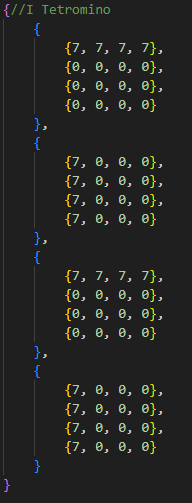 {//I Tetromino
{
{7, 7, 7, 7},
{0, 0, 0, 0},
{0, 0, 0, 0},
{0, 0, 0, 0}
},
{
{7, 0, 0, 0},
{7, 0, 0, 0},
{7, 0, 0, 0},
{7, 0, 0, 0}
},
{
{7, 7, 7, 7},
{0, 0, 0, 0},
{0, 0, 0, 0},
{0, 0, 0, 0}
},
{
{7, 0, 0, 0},
{7, 0, 0, 0},
{7, 0, 0, 0},
{7, 0, 0, 0}
}
}